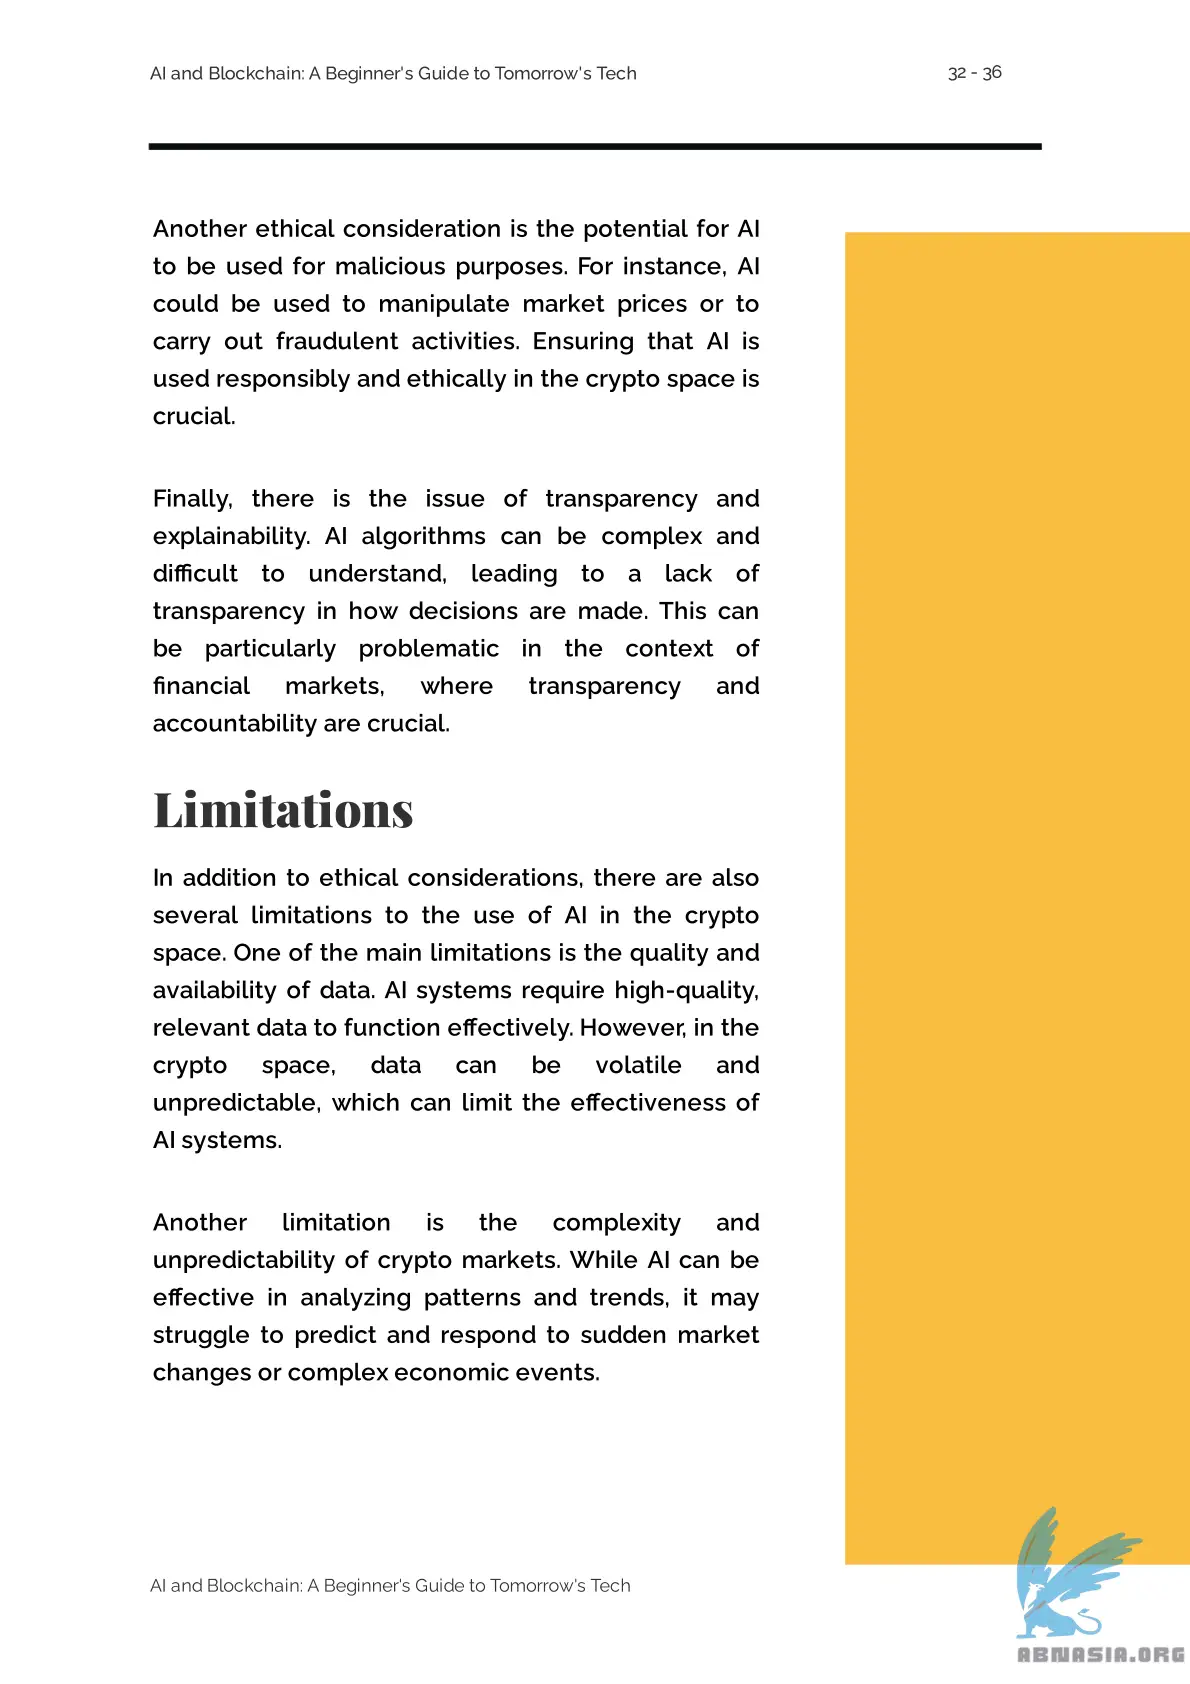 AI and Blockchain: A Beginner's Guide to Tomorrow's Tech
32 - 36
Another ethical consideration is the potential for AI
to be used for malicious purposes. For instance, AI
could be used to manipulate market prices or to
carry out fraudulent activities. Ensuring that AI is
used responsibly and ethically in the crypto space is
crucial.
Finally, there is the issue of transparency and
explainability. AI algorithms can be complex and
difficult to understand, leading to a lack of
transparency in how decisions are made. This can
be particularly problematic in the context of
financial markets, where transparency and
accountability are crucial.
Limitations
In addition to ethical considerations, there are also
several limitations to the use of AI in the crypto
space. One of the main limitations is the quality and
availability of data. AI systems require high-quality,
relevant data to function effectively. However, in the
crypto space, data can be volatile and
unpredictable, which can limit the effectiveness of
AI systems.
Another limitation is the complexity and
unpredictability of crypto markets. While AI can be
effective in analyzing patterns and trends, it may
struggle to predict and respond to sudden market
changes or complex economic events.
AI and Blockchain: A Beginner's Guide to Tomorrow's Tech
ABNASIA.ORG